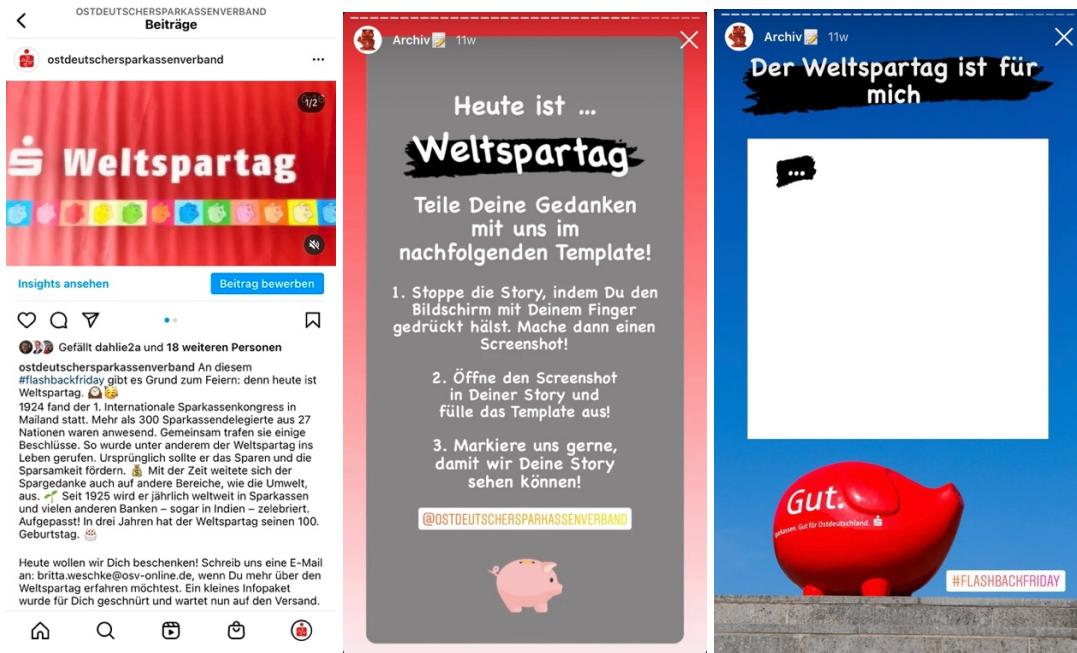 OSTDEUTSCHERSPARKASSENVERBAND
Beiträge
ostdeutschersparkassenverband
1/2
Weltspartag
Insights ansehen
Beitrag bewerben
Gefällt dahlie2a und 18 weiteren Personen
ostdeutschersparkassenverband An diesem
#flashbackfriday gibt es Grund zum Feiern: denn heute ist
Weltspartag. 🕰️🥳
1924 fand der 1. Internationale Sparkassenkongress in
Mailand statt. Mehr als 300 Sparkassendelegierte aus 27
Nationen waren anwesend. Gemeinsam trafen sie einige
Beschlüsse. So wurde unter anderem der Weltspartag ins
Leben gerufen. Ursprünglich sollte er das Sparen und die
Sparsamkeit fördern. 💰 Mit der Zeit weitete sich der
Spargedanke auch auf andere Bereiche, wie die Umwelt,
aus. 🌱 Seit 1925 wird er jährlich weltweit in Sparkassen
und vielen anderen Banken – sogar in Indien – zelebriert.
Aufgepasst! In drei Jahren hat der Weltspartag seinen 100.
Geburtstag. 🎂
Heute wollen wir Dich beschenken! Schreib uns eine E-Mail
an: britta.weschke@osv-online.de, wenn Du mehr über den
Weltspartag erfahren möchtest. Ein kleines Infopaket
wurde für Dich geschnürt und wartet nun auf den Versand.
Archiv📝 11w
Heute ist ...
Weltspartag
Teile Deine Gedanken
mit uns im
nachfolgenden Template!
1. Stoppe die Story, indem Du den
Bildschirm mit Deinem Finger
gedrückt hälst. Mache dann einen
Screenshot!
2. Öffne den Screenshot
in Deiner Story und
fülle das Template aus!
3. Markiere uns gerne,
damit wir Deine Story
sehen können!
@OSTDEUTSCHERSPARKASSENVERBAND
Archiv📝 11w
Der Weltspartag ist für
mich
...
Gut.
Gut für Ostdeutschland.
#FLASHBACKFRIDAY